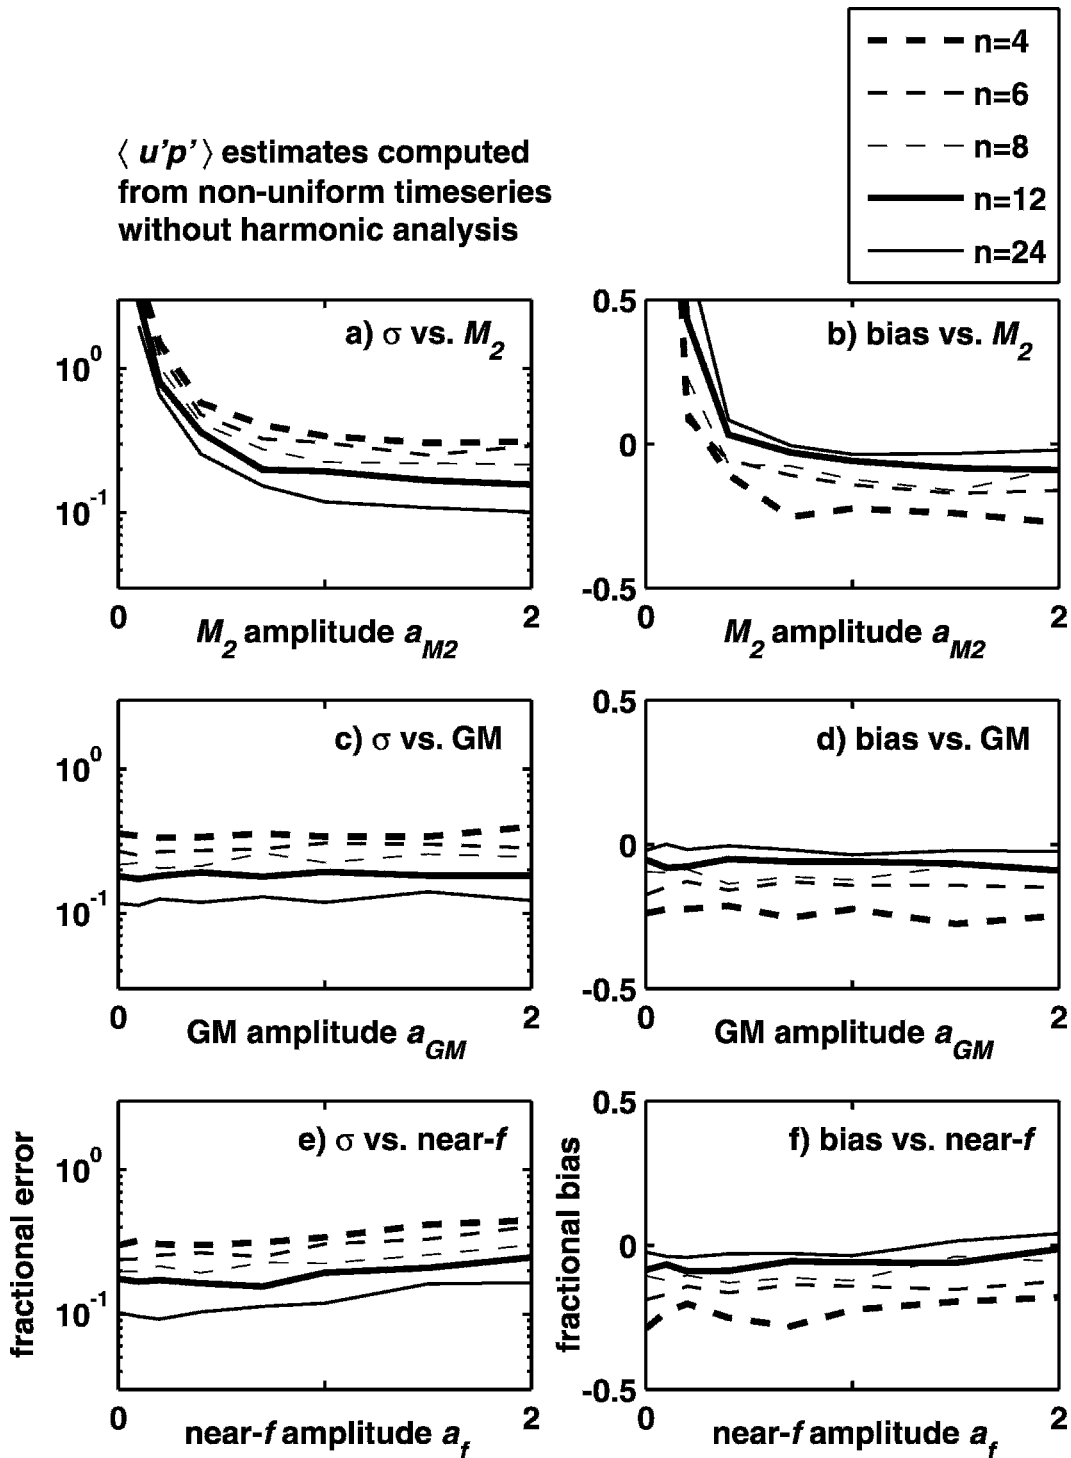 n=4
n=6
n=8
n=12
n=24
⟨ u'p' ⟩ estimates computed
from non-uniform timeseries
without harmonic analysis
a) σ vs. M2
10^0
10^-1
0
2
M2 amplitude aM2
b) bias vs. M2
0.5
0
-0.5
0
2
M2 amplitude aM2
c) σ vs. GM
10^0
10^-1
0
2
GM amplitude aGM
d) bias vs. GM
0.5
0
-0.5
0
2
GM amplitude aGM
e) σ vs. near-f
fractional error
10^0
10^-1
0
2
near-f amplitude af
f) bias vs. near-f
fractional bias
0.5
0
-0.5
0
2
near-f amplitude af